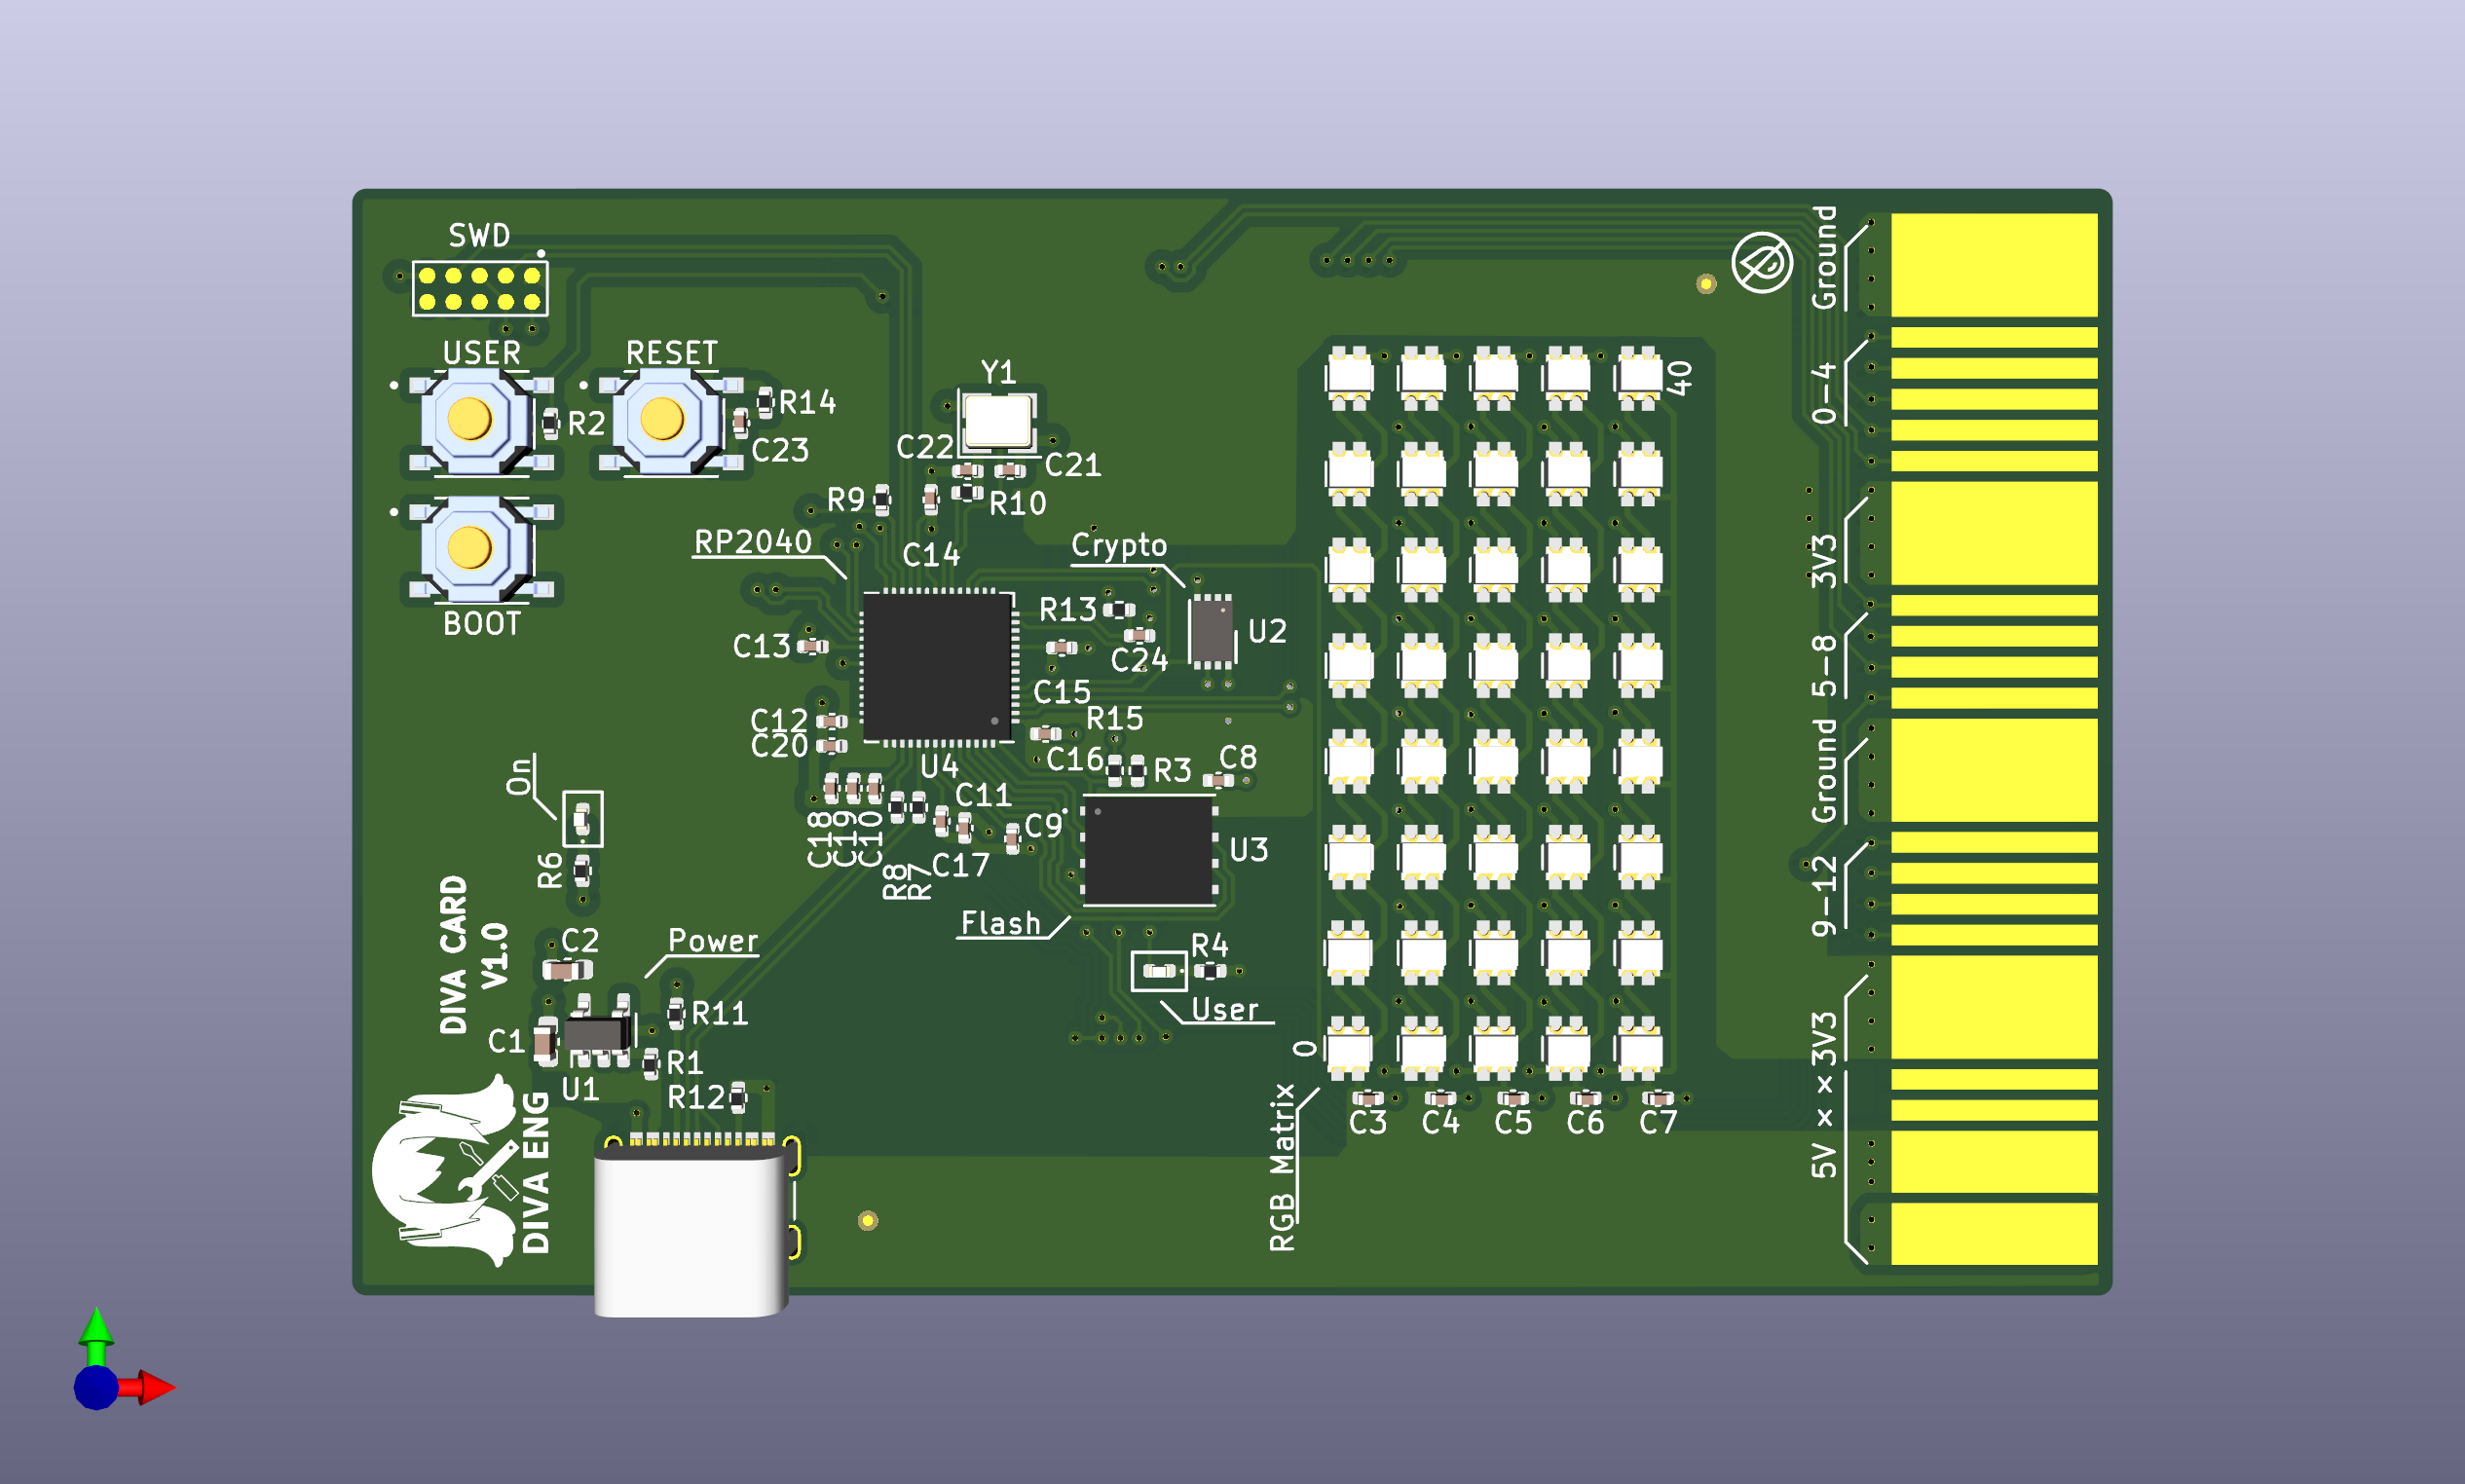 SWD
USER
RESET
R2
R14
C23
BOOT
Y1
C22
C21
R9
R10
C14
RP2040
Crypto
R13
C24
U2
C13
C15
C12
C20
R15
C16
R3
C8
U4
C11
C9
C18
C19
C10
R8
R7
C17
U3
Flash
R4
User
On
R6
DIVA CARD
V1.0
C2
Power
C1
U1
R11
R1
R12
DIVA ENG
40
0
RGB Matrix
C3
C4
C5
C6
C7
Ground
0-4
3V3
5-8
Ground
9-12
3V3
x
x
5V